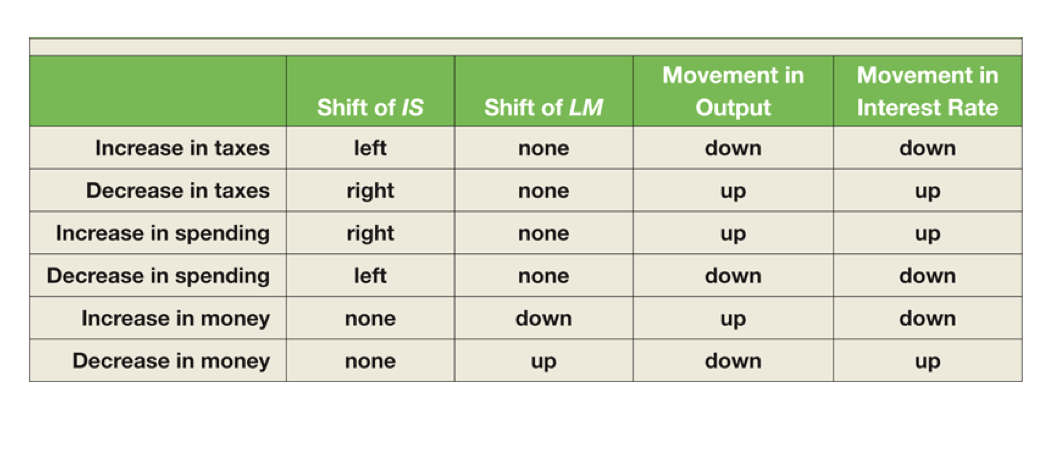 Shift of IS Shift of LM Movement in Output Movement in Interest Rate
Increase in taxes left none down down
Decrease in taxes right none up up
Increase in spending right none up up
Decrease in spending left none down down
Increase in money none down up down
Decrease in money none up down up